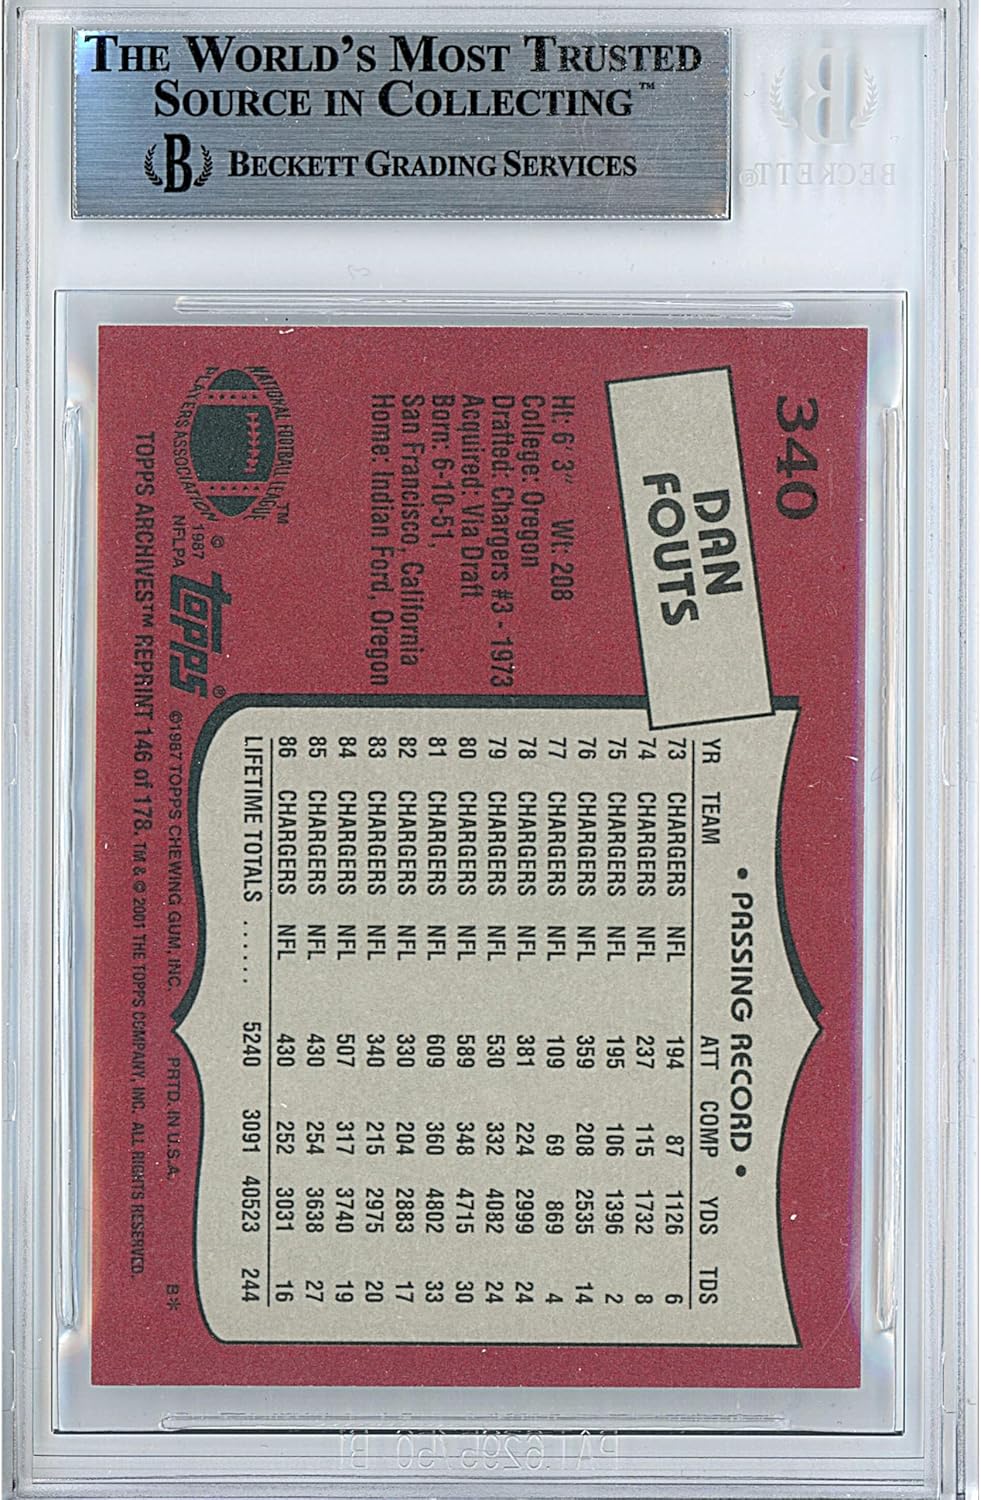 THE WORLD'S MOST TRUSTED
SOURCE IN COLLECTING™
B BECKETT GRADING SERVICES
B
BECKETT®
340
DAN
FOUTS
Ht: 6' 3" Wt: 208
College: Oregon
Drafted: Chargers #3 - 1973
Acquired: Via Draft
Born: 6-10-51,
San Francisco, California
Home: Indian Ford, Oregon
NATIONAL FOOTBALL LEAGUE
PLAYERS ASSOCIATION
™
© 1987
NFLPA
topps®
• PASSING RECORD •
YR TEAM ATT COMP YDS TDS
73 CHARGERS NFL 194 87 1126 6
74 CHARGERS NFL 237 115 1732 8
75 CHARGERS NFL 195 106 1396 2
76 CHARGERS NFL 359 208 2535 14
77 CHARGERS NFL 109 69 869 4
78 CHARGERS NFL 381 224 2999 24
79 CHARGERS NFL 530 332 4082 24
80 CHARGERS NFL 589 348 4715 30
81 CHARGERS NFL 609 360 4802 33
82 CHARGERS NFL 330 204 2883 17
83 CHARGERS NFL 340 215 2975 20
84 CHARGERS NFL 507 317 3740 19
85 CHARGERS NFL 430 254 3638 27
86 CHARGERS NFL 430 252 3031 16
LIFETIME TOTALS ...... 5240 3091 40523 244
©1987 TOPPS CHEWING GUM, INC. PRTD. IN U.S.A. B*
TOPPS ARCHIVES™ REPRINT 146 of 178. TM & © 2001 THE TOPPS COMPANY, INC. ALL RIGHTS RESERVED.